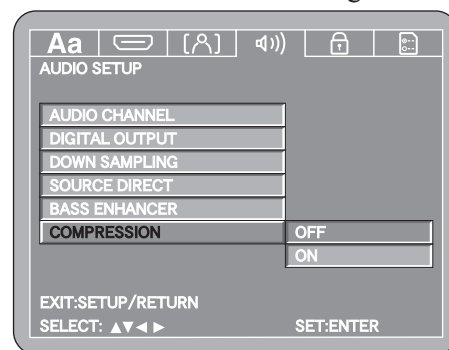 Aa
AUDIO SETUP
AUDIO CHANNEL
DIGITAL OUTPUT
DOWN SAMPLING
SOURCE DIRECT
BASS ENHANCER
COMPRESSION OFF
ON
EXIT:SETUP/RETURN
SELECT: ▲▼◄ ► SET:ENTER